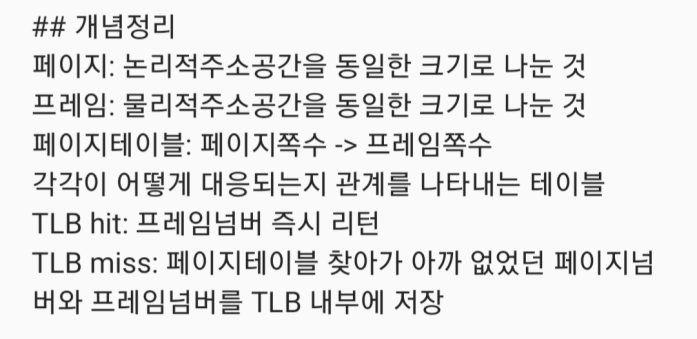 ## 개념정리
페이지: 논리적주소공간을 동일한 크기로 나눈 것
프레임: 물리적주소공간을 동일한 크기로 나눈 것
페이지테이블: 페이지쪽수 -> 프레임쪽수
각각이 어떻게 대응되는지 관계를 나타내는 테이블
TLB hit: 프레임넘버 즉시 리턴
TLB miss: 페이지테이블 찾아가 아까 없었던 페이지넘
버와 프레임넘버를 TLB 내부에 저장